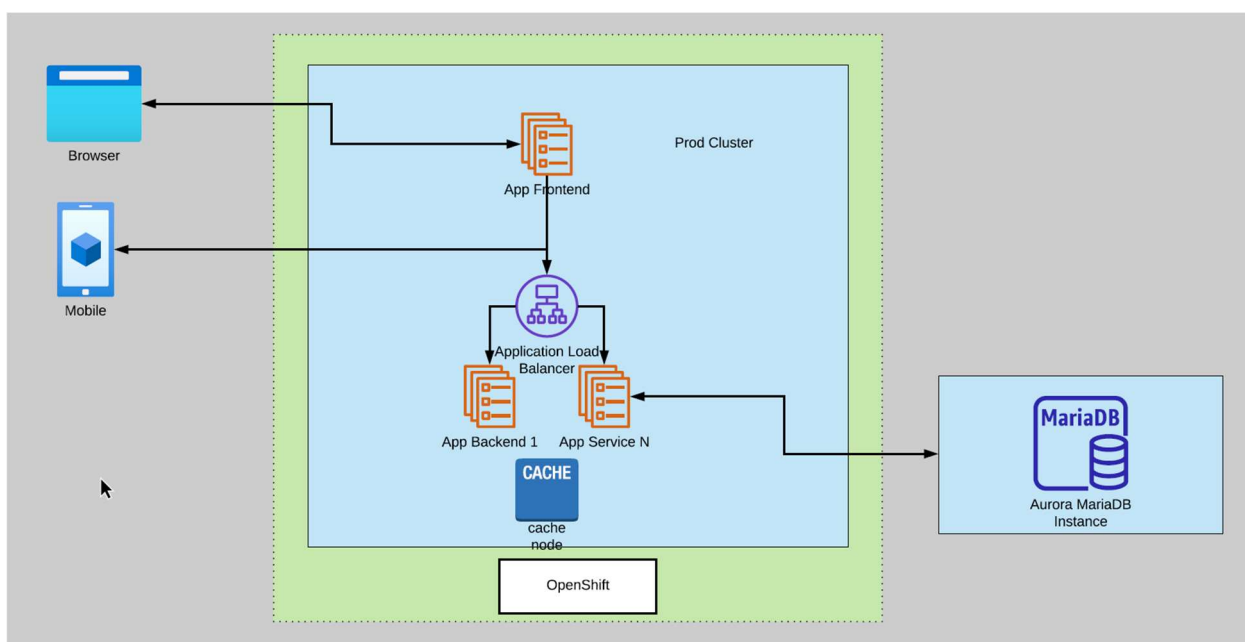 Browser
Mobile
App Frontend
Prod Cluster
Application Load
Balancer
App Backend 1
App Service N
CACHE
cache
node
OpenShift
MariaDB
Aurora MariaDB
Instance